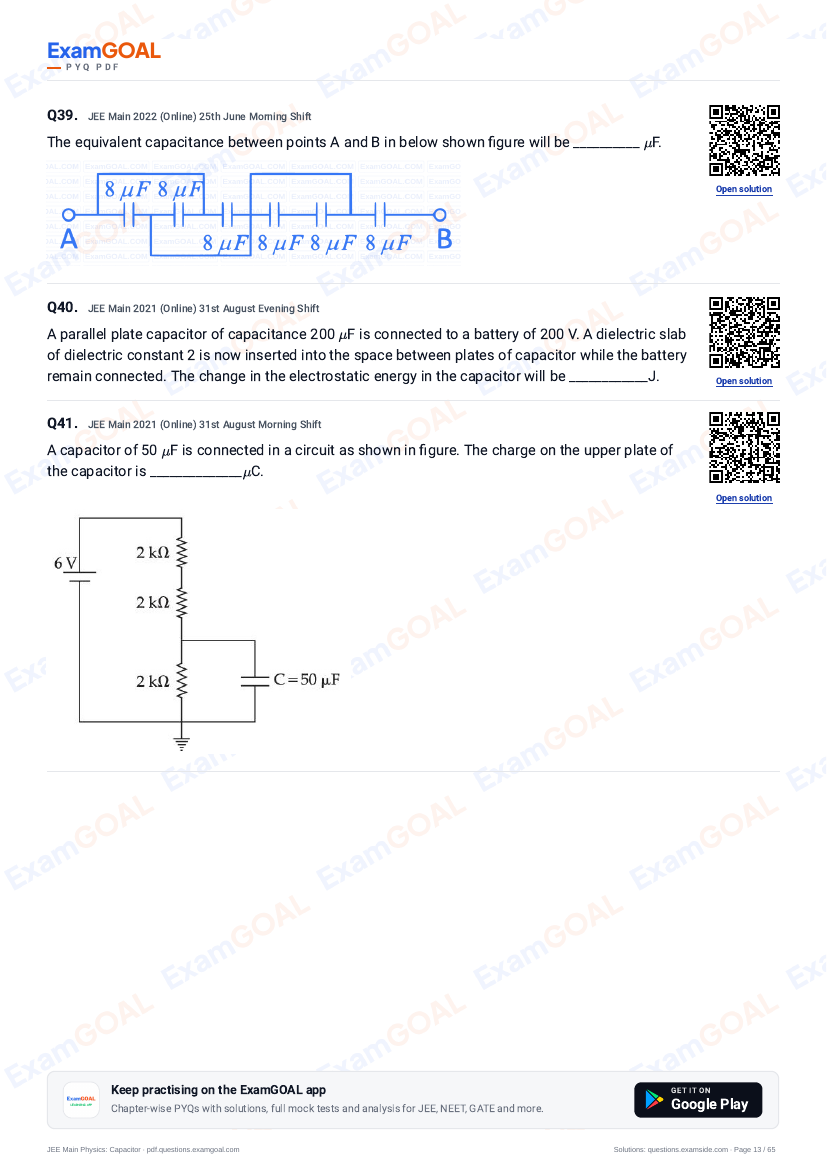 ExamGOAL
PYQ PDF
Q39. JEE Main 2022 (Online) 25th June Morning Shift
The equivalent capacitance between points A and B in below shown figure will be __________ μF.
Open solution
8 μF 8 μF
A 8 μF 8 μF 8 μF 8 μF B
Q40. JEE Main 2021 (Online) 31st August Evening Shift
A parallel plate capacitor of capacitance 200 μF is connected to a battery of 200 V. A dielectric slab
of dielectric constant 2 is now inserted into the space between plates of capacitor while the battery
remain connected. The change in the electrostatic energy in the capacitor will be ____________J.
Open solution
Q41. JEE Main 2021 (Online) 31st August Morning Shift
A capacitor of 50 μF is connected in a circuit as shown in figure. The charge on the upper plate of
the capacitor is ______________μC.
Open solution
2 kΩ
6 V
2 kΩ
2 kΩ
C = 50 μF
Keep practising on the ExamGOAL app
Chapter-wise PYQs with solutions, full mock tests and analysis for JEE, NEET, GATE and more.
GET IT ON
Google Play
JEE Main Physics: Capacitor · pdf.questions.examgoal.com
Solutions: questions.examside.com · Page 13 / 65